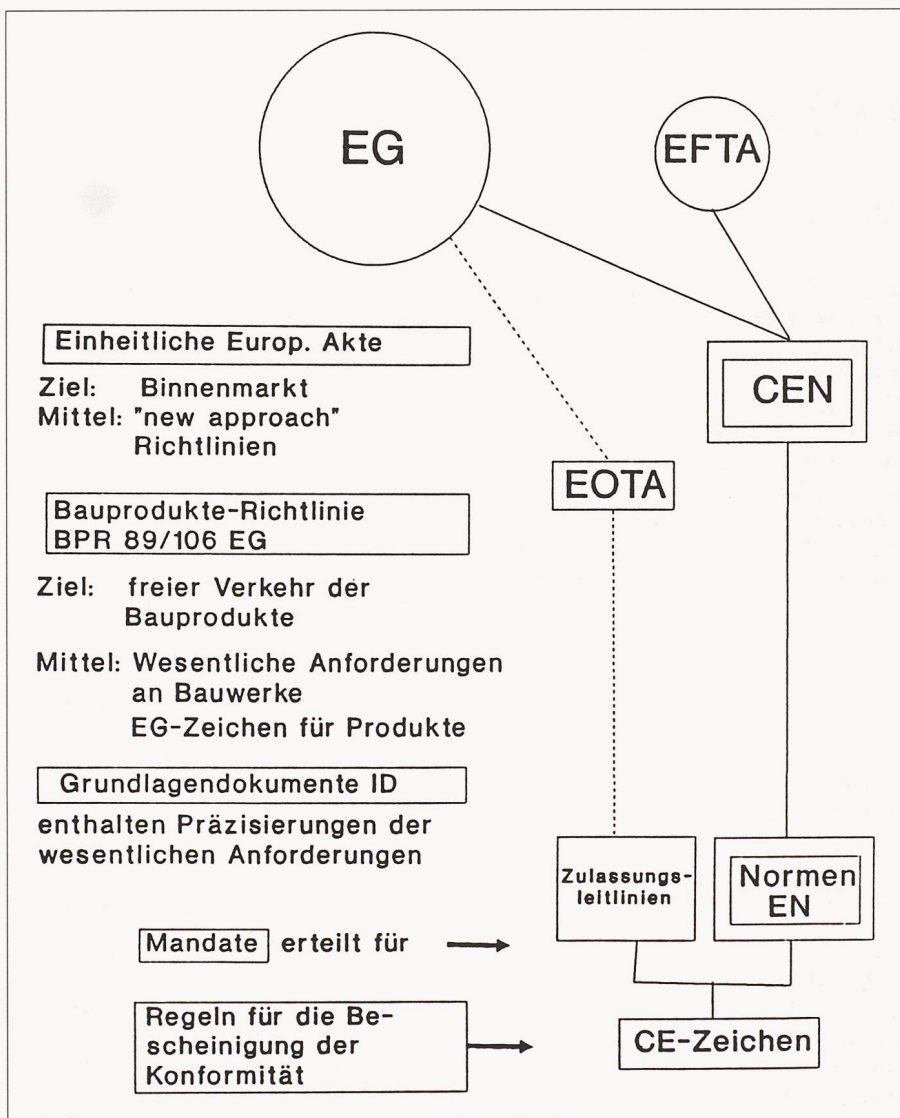 EG
EFTA
Einheitliche Europ. Akte
Ziel: Binnenmarkt
Mittel: "new approach"
Richtlinien
CEN
EOTA
Bauprodukte-Richtlinie
BPR 89/106 EG
Ziel: freier Verkehr der
Bauprodukte
Mittel: Wesentliche Anforderungen
an Bauwerke
EG-Zeichen für Produkte
Grundlagendokumente ID
enthalten Präzisierungen der
wesentlichen Anforderungen
Zulassungs-
leitlinien
Normen
EN
Mandate erteilt für
Regeln für die Be-
scheinigung der
Konformität
CE-Zeichen